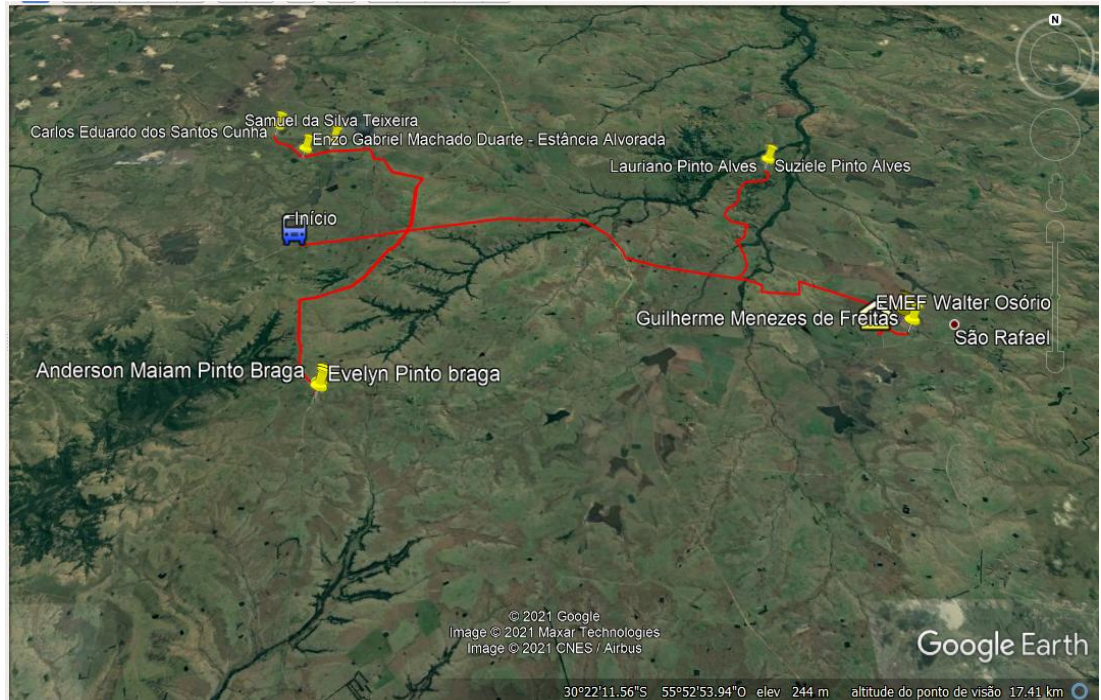 N
Samuel da Silva Teixeira
Carlos Eduardo dos Santos Cunha
Enzo Gabriel Machado Duarte - Estância Alvorada
Lauriano Pinto Alves
Suziele Pinto Alves
Início
EMEF Walter Osório
Guilherme Menezes de Freitas
São Rafael
Anderson Maiam Pinto Braga
Evelyn Pinto braga
© 2021 Google
Image © 2021 Maxar Technologies
Image © 2021 CNES / Airbus
Google Earth
30°22'11.56"S 55°52'53.94"O elev 244 m altitude do ponto de visão 17.41 km